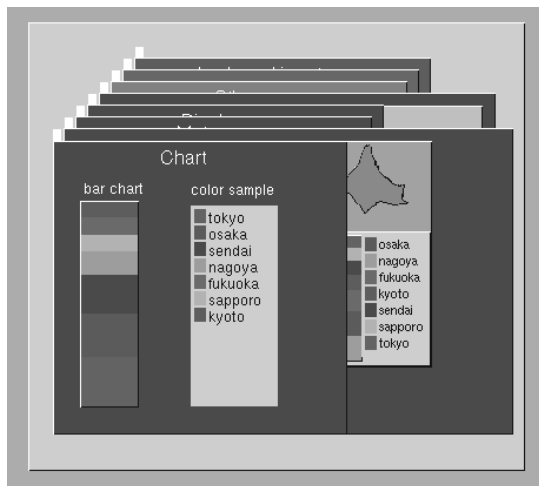 Chart
bar chart
color sample
tokyo
osaka
sendai
nagoya
fukuoka
sapporo
kyoto
osaka
nagoya
fukuoka
kyoto
sendai
sapporo
tokyo